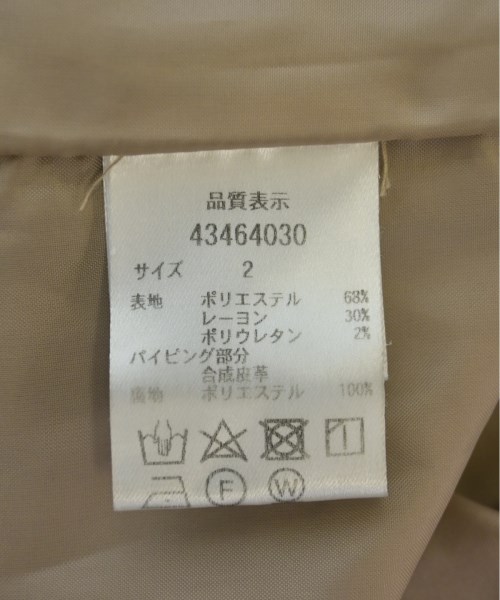 品質表示
43464030
サイズ 2
表地 ポリエステル 68%
レーヨン 30%
ポリウレタン 2%
パイピング部分
合成皮革
裏地 ポリエステル 100%
F W